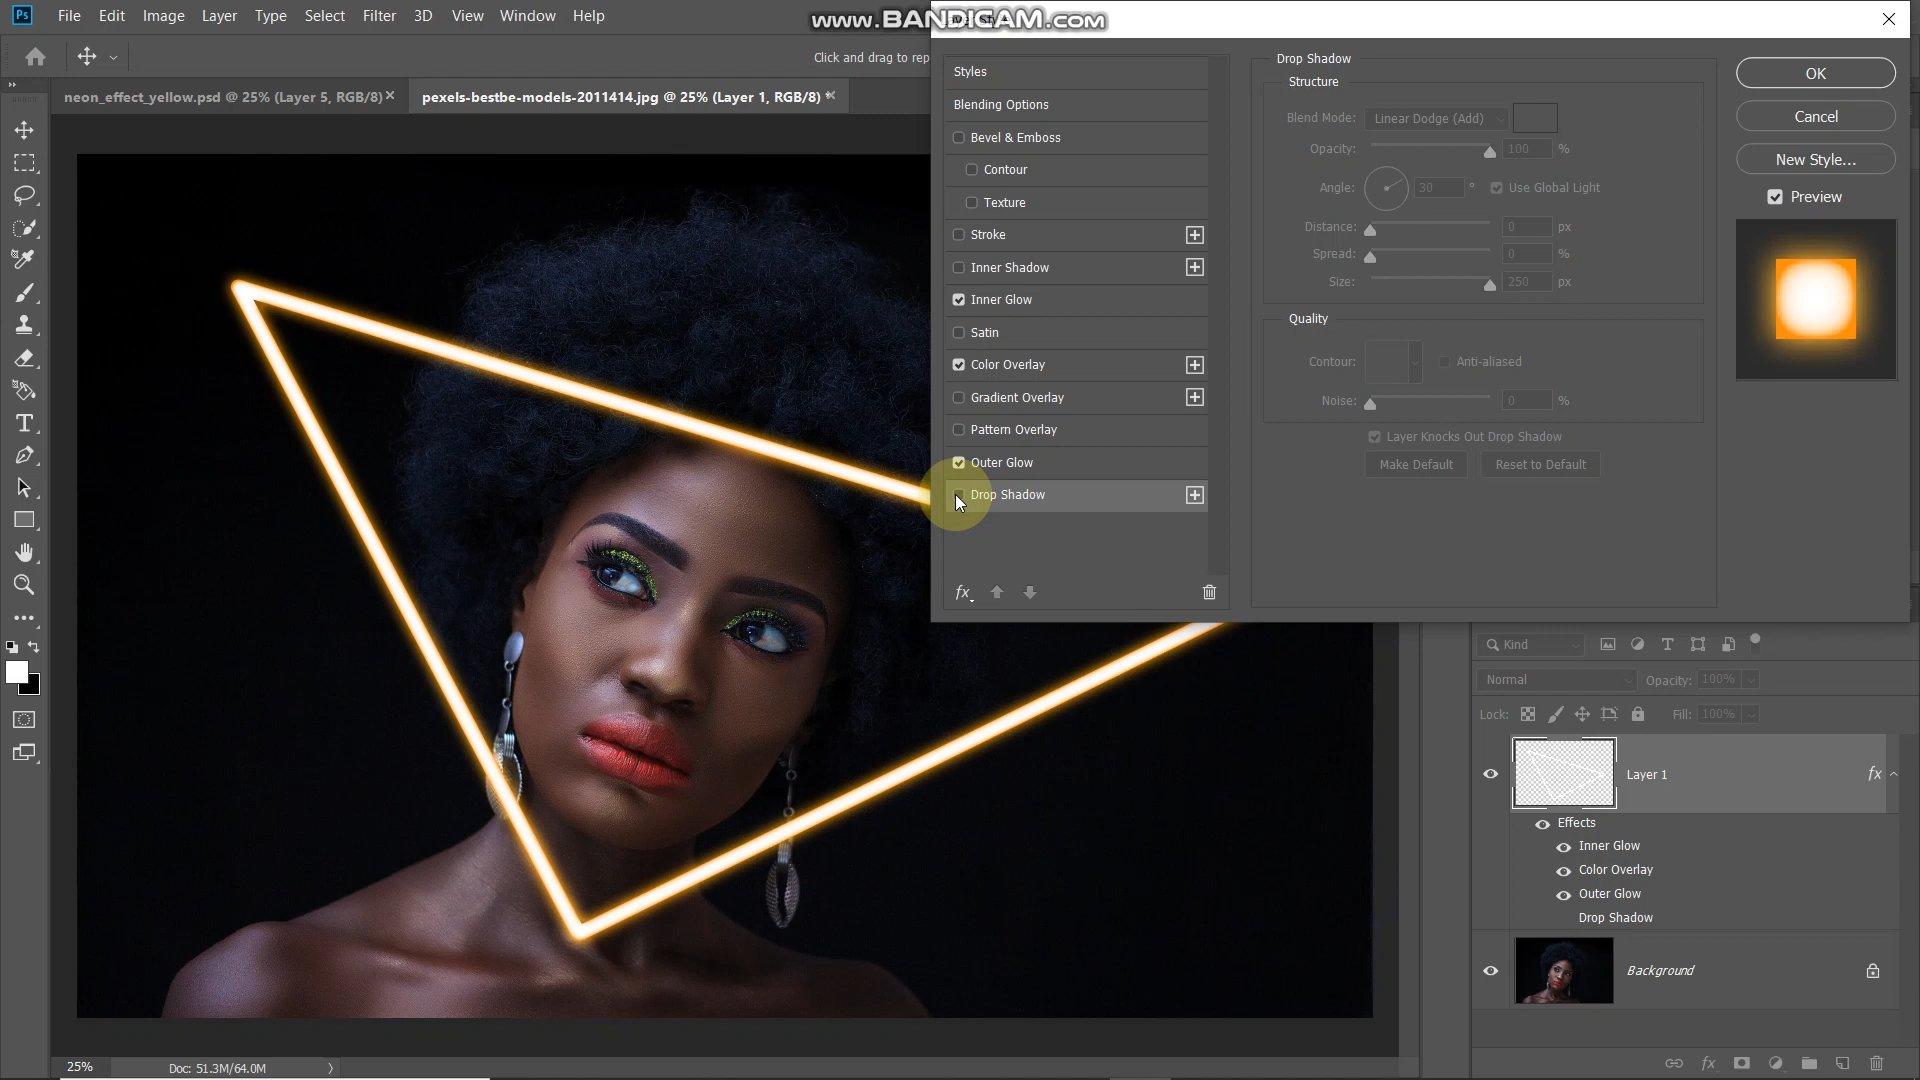 Ps File Edit Image Layer Type Select Filter 3D View Window Help
www.BANDICAM.com
Click and drag to rep
neon_effect_yellow.psd @ 25% (Layer 5, RGB/8)
pexels-bestbe-models-2011414.jpg @ 25% (Layer 1, RGB/8) *
Styles
Blending Options
Bevel & Emboss
Contour
Texture
Stroke
Inner Shadow
Inner Glow
Satin
Color Overlay
Gradient Overlay
Pattern Overlay
Outer Glow
Drop Shadow
fx
Drop Shadow
Structure
Blend Mode: Linear Dodge (Add)
Opacity: 100 %
Angle: 30 ° Use Global Light
Distance: 0 px
Spread: 0 %
Size: 250 px
Quality
Contour: Anti-aliased
Noise: 0 %
Layer Knocks Out Drop Shadow
Make Default Reset to Default
OK
Cancel
New Style...
Preview
Kind
Normal Opacity: 100%
Lock: Fill: 100%
Layer 1 fx
Effects
Inner Glow
Color Overlay
Outer Glow
Drop Shadow
Background
fx
25% Doc: 51.3M/64.0M